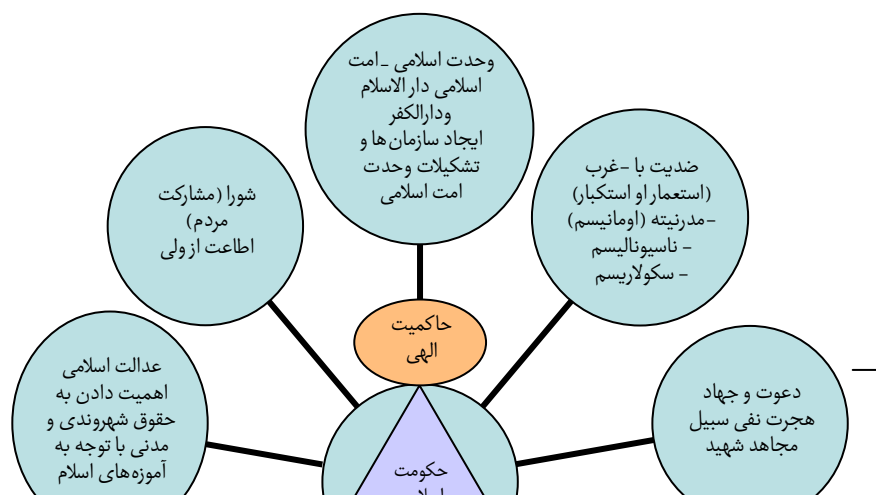 وحدت اسلامی -امت
اسلامی دار الاسلام
ودارالکفر
ایجاد سازمان‌ها و
تشکیلات وحدت
امت اسلامی
ضدیت با -غرب
(استعمار او استکبار)
-مدرنیته (اومانیسم)
- ناسیونالیسم
- سکولاریسم
شورا (مشارکت
مردم)
اطاعت از ولی
حاکمیت
الهی
عدالت اسلامی
اهمیت دادن به
حقوق شهروندی و
مدنی با توجه به
آموزه‌های اسلام
دعوت و جهاد
هجرت نفی سبیل
مجاهد شهید
حکومت